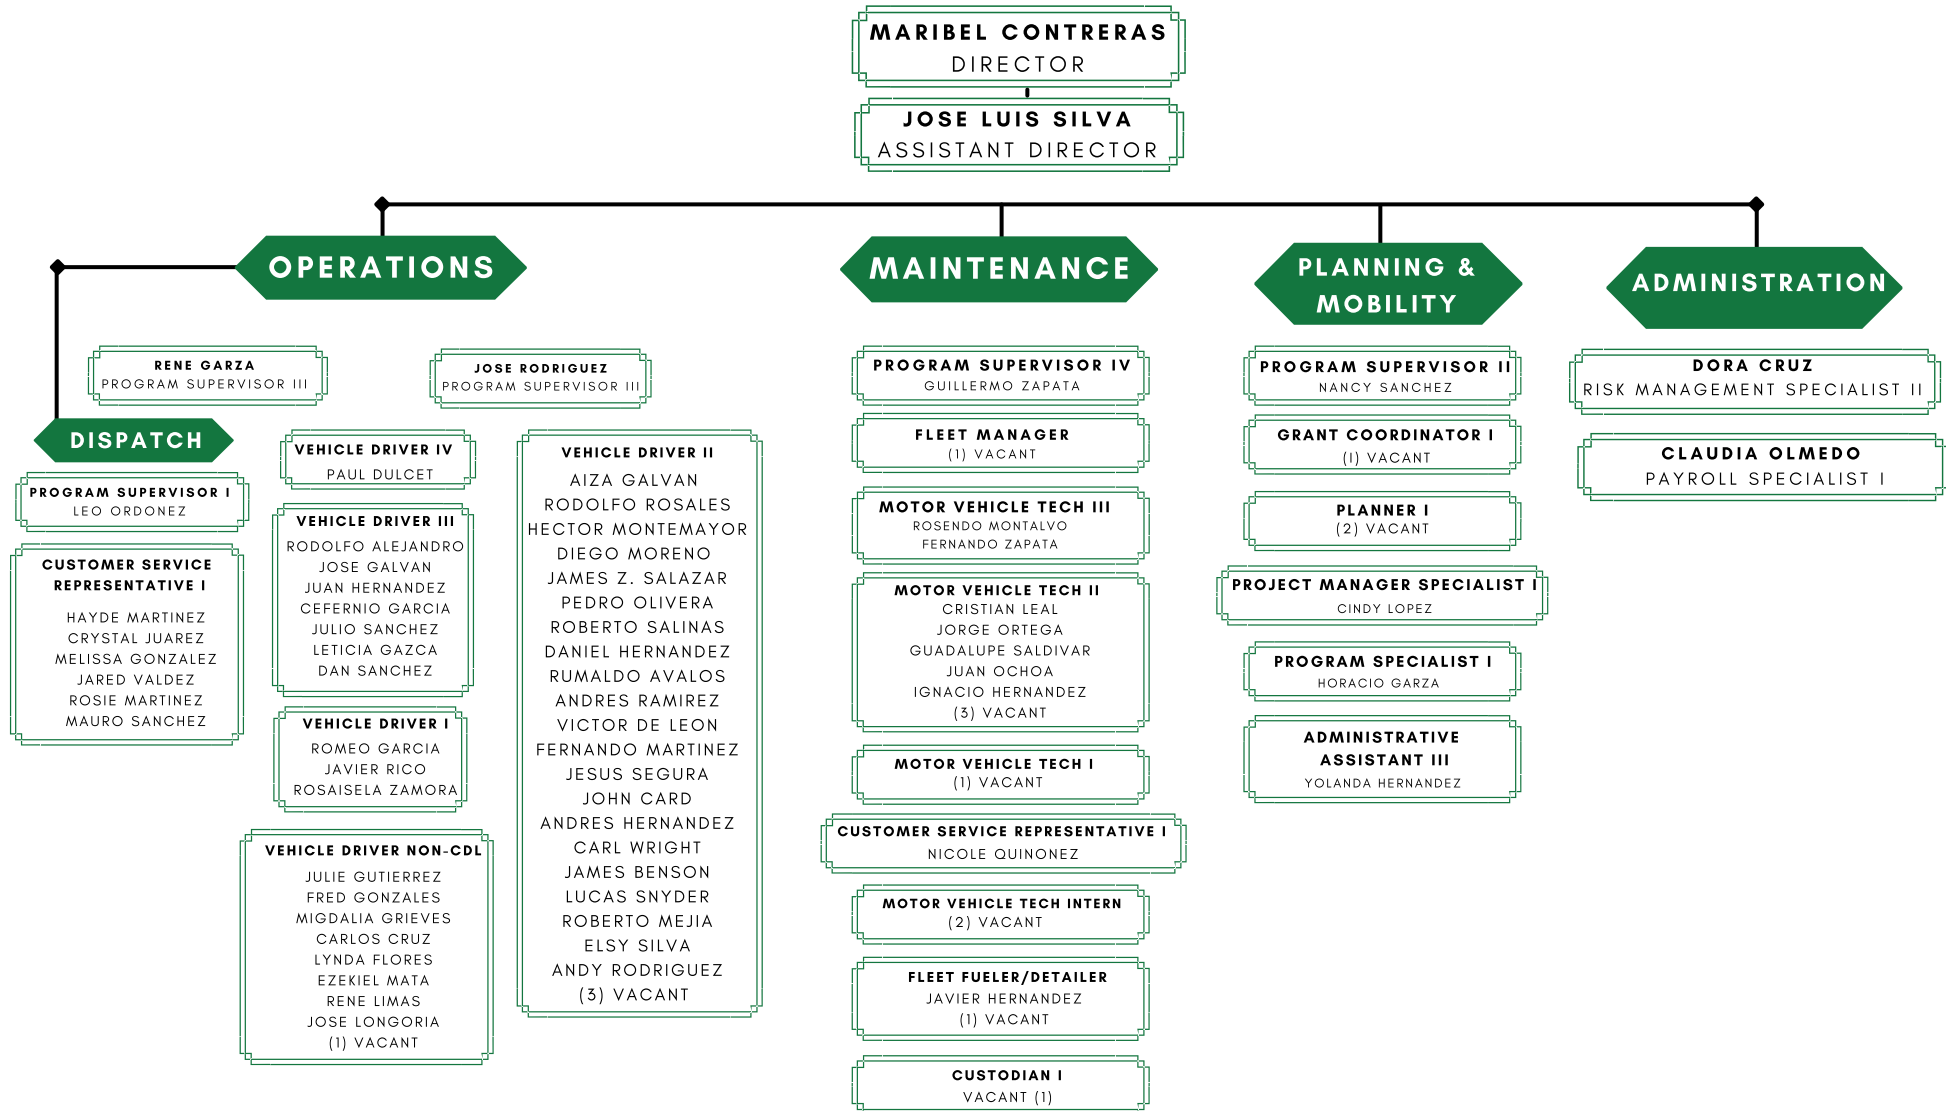 MARIBEL CONTRERAS
DIRECTOR
JOSE LUIS SILVA
ASSISTANT DIRECTOR
OPERATIONS
RENE GARZA
PROGRAM SUPERVISOR III
JOSE RODRIGUEZ
PROGRAM SUPERVISOR III
DISPATCH
PROGRAM SUPERVISOR I
LEO ORDONEZ
CUSTOMER SERVICE
REPRESENTATIVE I
HAYDE MARTINEZ
CRYSTAL JUAREZ
MELISSA GONZALEZ
JARED VALDEZ
ROSIE MARTINEZ
MAURO SANCHEZ
VEHICLE DRIVER IV
PAUL DULCET
VEHICLE DRIVER III
RODOLFO ALEJANDRO
JOSE GALVAN
JUAN HERNANDEZ
CEFERNIO GARCIA
JULIO SANCHEZ
LETICIA GAZCA
DAN SANCHEZ
VEHICLE DRIVER I
ROMEO GARCIA
JAVIER RICO
ROSAISELA ZAMORA
VEHICLE DRIVER NON-CDL
JULIE GUTIERREZ
FRED GONZALES
MIGDALIA GRIEVES
CARLOS CRUZ
LYNDA FLORES
EZEKIEL MATA
RENE LIMAS
JOSE LONGORIA
(1) VACANT
VEHICLE DRIVER II
AIZA GALVAN
RODOLFO ROSALES
HECTOR MONTEMAYOR
DIEGO MORENO
JAMES Z. SALAZAR
PEDRO OLIVERA
ROBERTO SALINAS
DANIEL HERNANDEZ
RUMALDO AVALOS
ANDRES RAMIREZ
VICTOR DE LEON
FERNANDO MARTINEZ
JESUS SEGURA
JOHN CARD
ANDRES HERNANDEZ
CARL WRIGHT
JAMES BENSON
LUCAS SNYDER
ROBERTO MEJIA
ELSY SILVA
ANDY RODRIGUEZ
(3) VACANT
MAINTENANCE
PROGRAM SUPERVISOR IV
GUILLERMO ZAPATA
FLEET MANAGER
(1) VACANT
MOTOR VEHICLE TECH III
ROSENDO MONTALVO
FERNANDO ZAPATA
MOTOR VEHICLE TECH II
CRISTIAN LEAL
JORGE ORTEGA
GUADALUPE SALDIVAR
JUAN OCHOA
IGNACIO HERNANDEZ
(3) VACANT
MOTOR VEHICLE TECH I
(1) VACANT
CUSTOMER SERVICE REPRESENTATIVE I
NICOLE QUINONEZ
MOTOR VEHICLE TECH INTERN
(2) VACANT
FLEET FUELER/DETAILER
JAVIER HERNANDEZ
(1) VACANT
CUSTODIAN I
VACANT (1)
PLANNING &
MOBILITY
PROGRAM SUPERVISOR II
NANCY SANCHEZ
GRANT COORDINATOR I
(I) VACANT
PLANNER I
(2) VACANT
PROJECT MANAGER SPECIALIST I
CINDY LOPEZ
PROGRAM SPECIALIST I
HORACIO GARZA
ADMINISTRATIVE
ASSISTANT III
YOLANDA HERNANDEZ
ADMINISTRATION
DORA CRUZ
RISK MANAGEMENT SPECIALIST II
CLAUDIA OLMEDO
PAYROLL SPECIALIST I